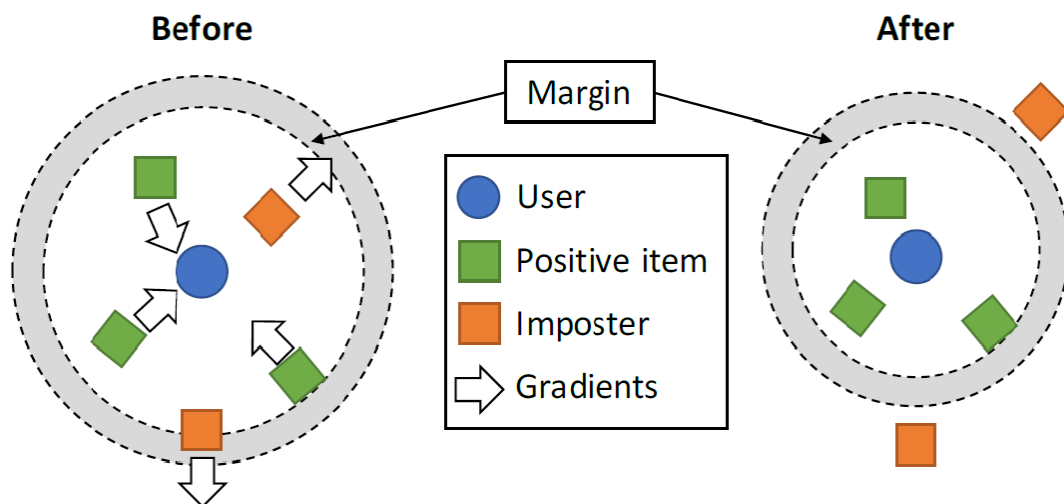 Before
After
Margin
User
Positive item
Imposter
Gradients